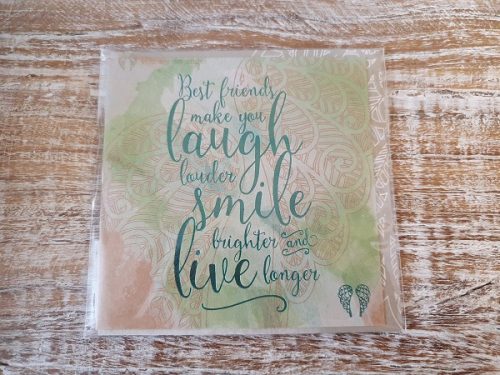 Best friends
make you
laugh
louder
smile
brighter and
live longer